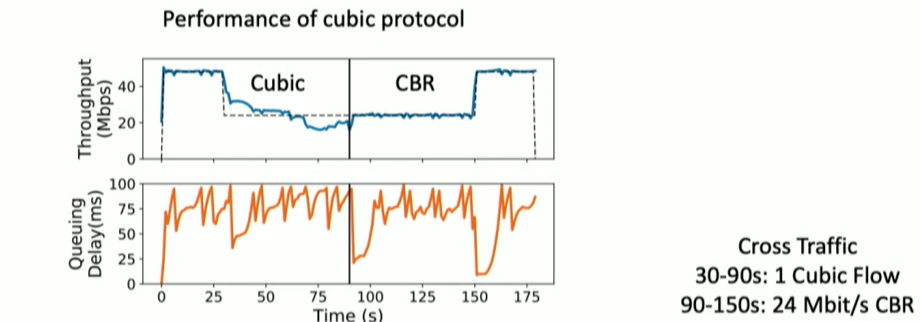 Performance of cubic protocol
Throughput
(Mbps)
40
20
0
Cubic
CBR
Queuing
Delay(ms)
100
75
50
25
0
0 25 50 75 100 125 150 175
Time (s)
Cross Traffic
30-90s: 1 Cubic Flow
90-150s: 24 Mbit/s CBR